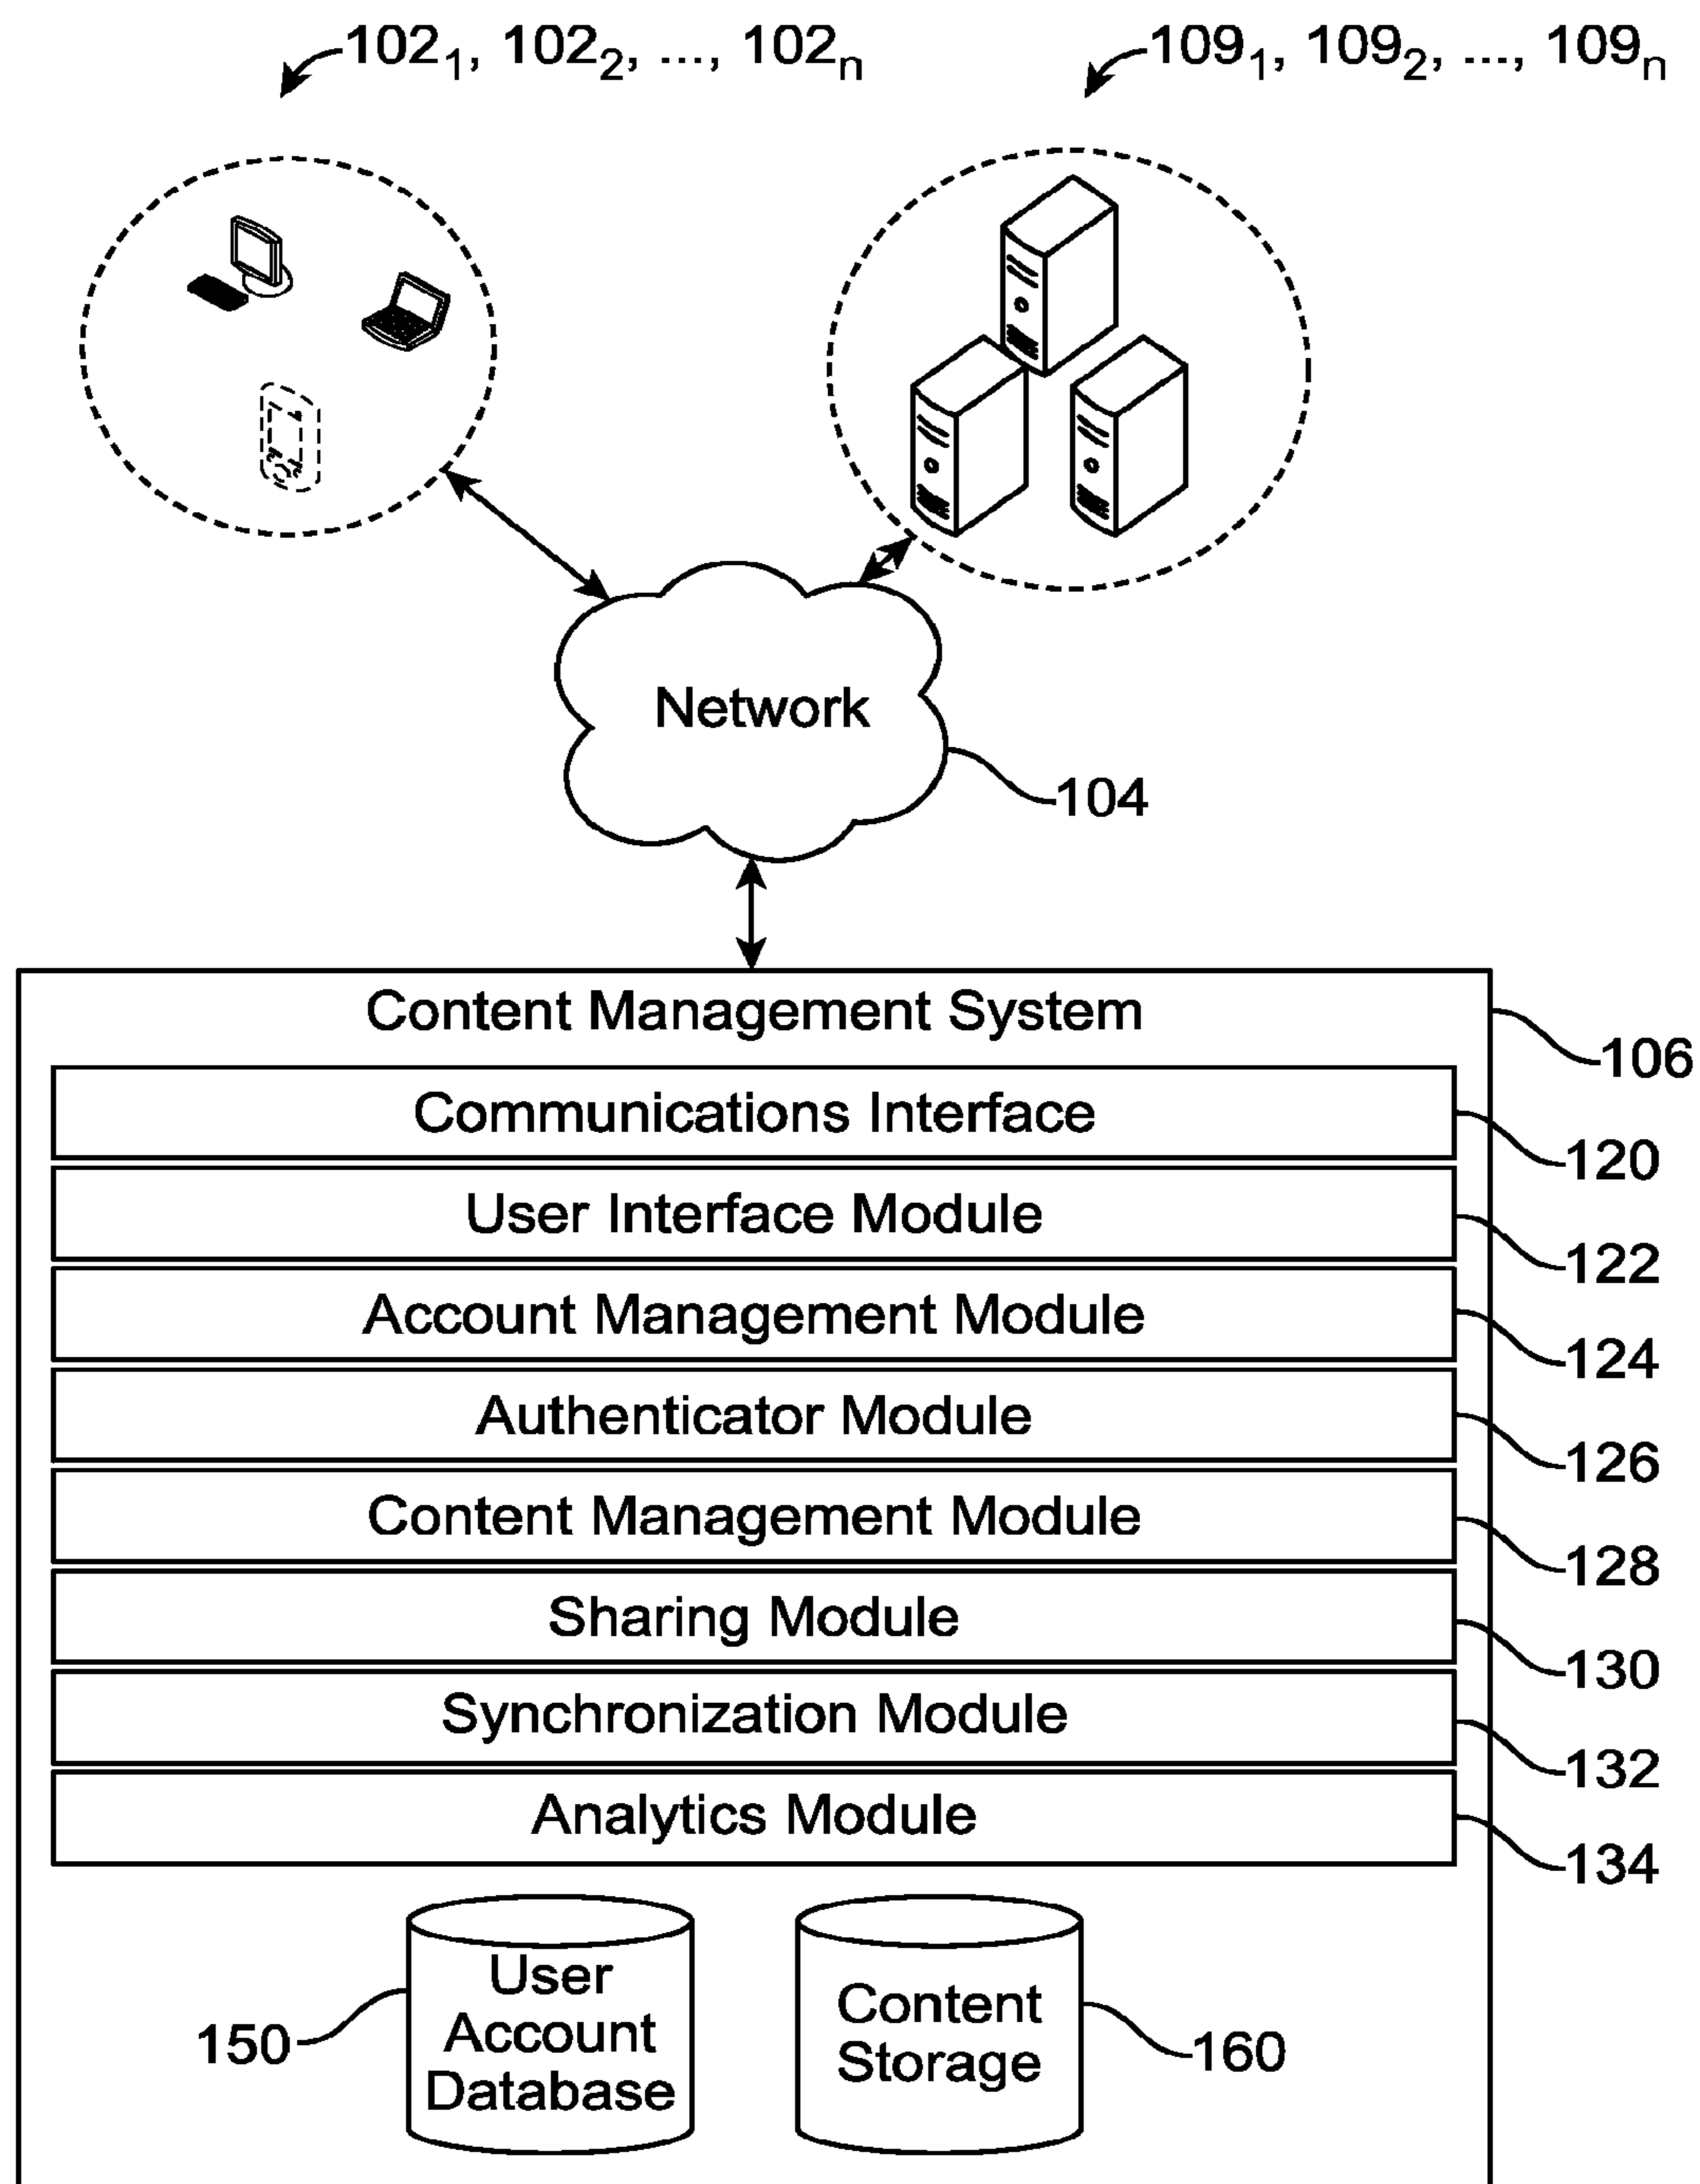 102₁, 102₂, ..., 102ₙ
109₁, 109₂, ..., 109ₙ
Network
104
Content Management System
106
Communications Interface
120
User Interface Module
122
Account Management Module
124
Authenticator Module
126
Content Management Module
128
Sharing Module
130
Synchronization Module
132
Analytics Module
134
User
Account
Database
150
Content
Storage
160